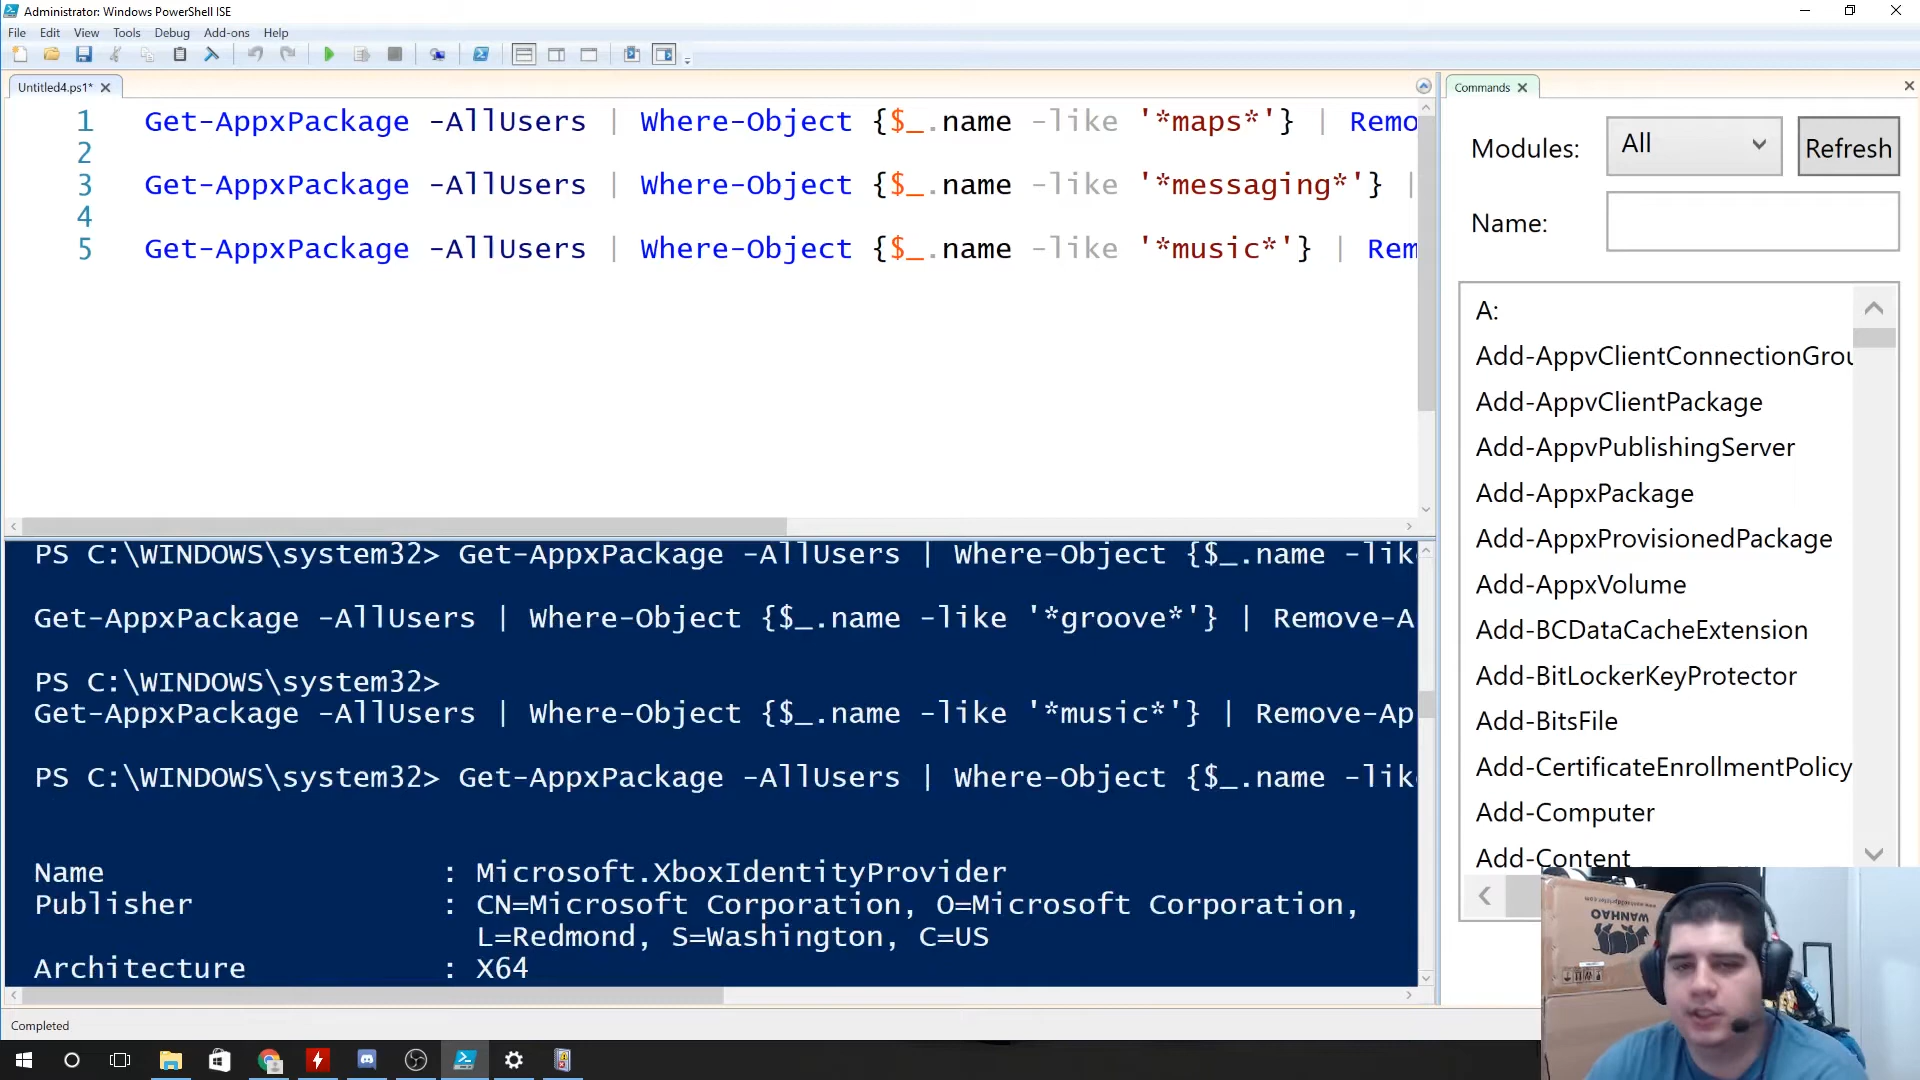 Administrator: Windows PowerShell ISE
File Edit View Tools Debug Add-ons Help
Untitled4.ps1*
1 Get-AppxPackage -AllUsers | Where-Object {$_.name -like '*maps*'} | Remo
2
3 Get-AppxPackage -AllUsers | Where-Object {$_.name -like '*messaging*'} |
4
5 Get-AppxPackage -AllUsers | Where-Object {$_.name -like '*music*'} | Rem
PS C:\WINDOWS\system32> Get-AppxPackage -AllUsers | Where-Object {$_.name -lik
Get-AppxPackage -AllUsers | Where-Object {$_.name -like '*groove*'} | Remove-A
PS C:\WINDOWS\system32>
Get-AppxPackage -AllUsers | Where-Object {$_.name -like '*music*'} | Remove-Ap
PS C:\WINDOWS\system32> Get-AppxPackage -AllUsers | Where-Object {$_.name -lik
Name : Microsoft.XboxIdentityProvider
Publisher : CN=Microsoft Corporation, O=Microsoft Corporation,
L=Redmond, S=Washington, C=US
Architecture : X64
Completed
Commands
Modules: All Refresh
Name:
A:
Add-AppvClientConnectionGrou
Add-AppvClientPackage
Add-AppvPublishingServer
Add-AppxPackage
Add-AppxProvisionedPackage
Add-AppxVolume
Add-BCDataCacheExtension
Add-BitLockerKeyProtector
Add-BitsFile
Add-CertificateEnrollmentPolicy
Add-Computer
Add-Content
WANHAO